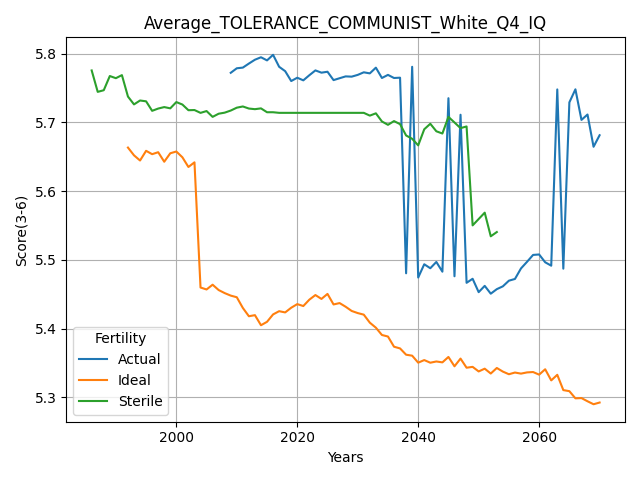 Average_TOLERANCE_COMMUNIST_White_Q4_IQ
Score(3-6)
5.8
5.7
5.6
5.5
5.4
5.3
Fertility
Actual
Ideal
Sterile
2000
2020
2040
2060
Years